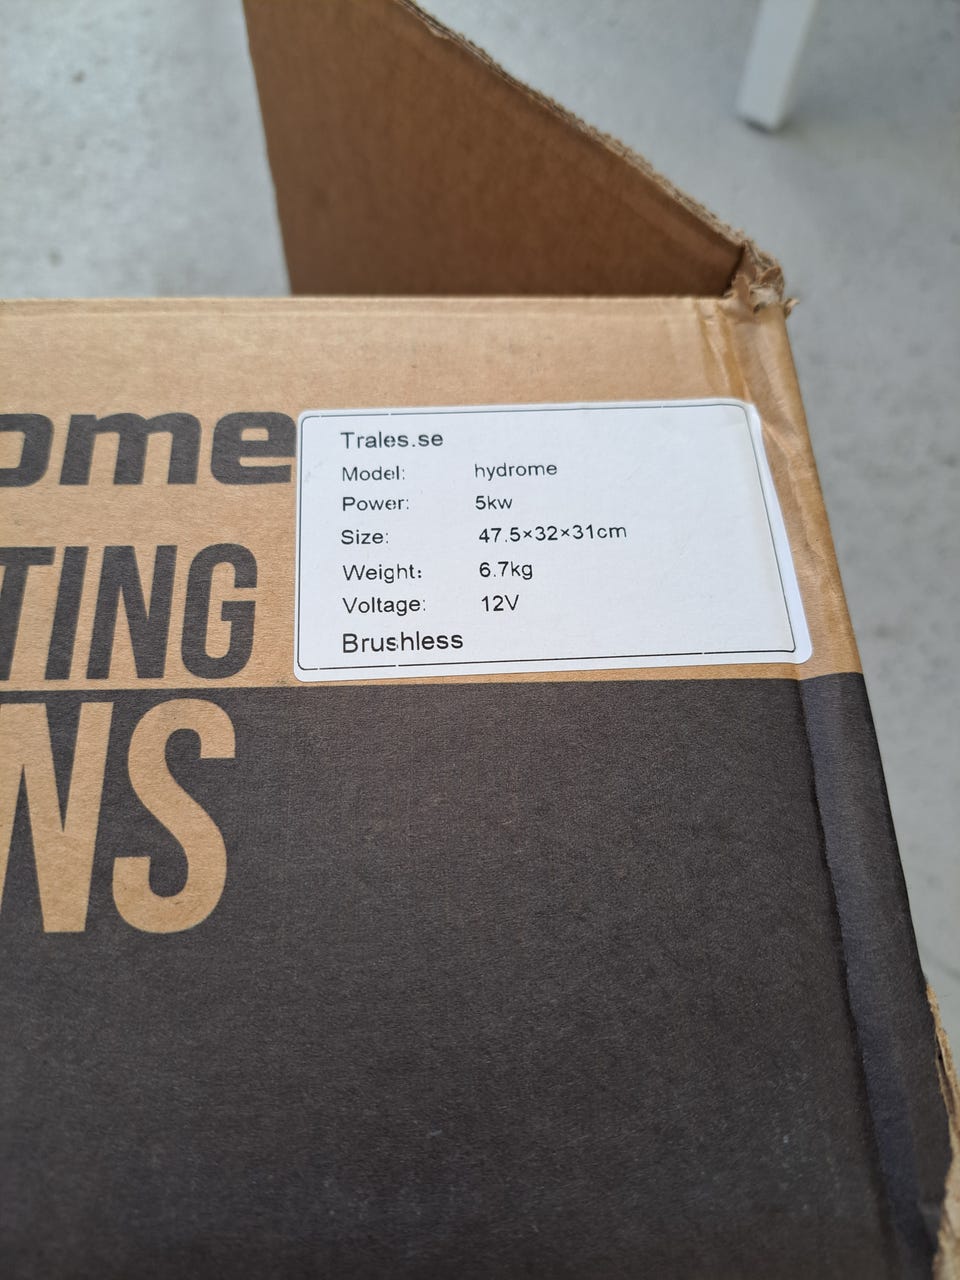 ome
TING
NS
Trales.se
Model: hydrome
Power: 5kw
Size: 47.5×32×31cm
Weight: 6.7kg
Voltage: 12V
Brushless